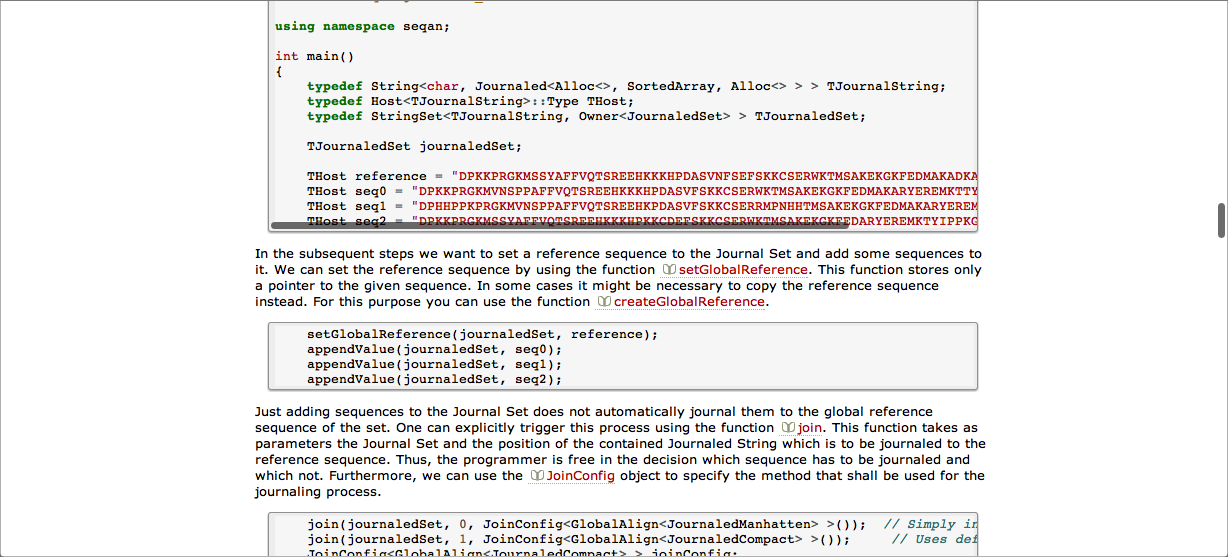 using namespace seqan;
int main()
{
typedef String<char, Journaled<Alloc<>, SortedArray, Alloc<> > > TJournalString;
typedef Host<TJournalString>::Type THost;
typedef StringSet<TJournalString, Owner<JournaledSet> > TJournaledSet;
TJournaledSet journaledSet;
THost reference = "DPKKPRGKMSSYAFFVQTSREEHKKKHPDASVNFSEFSKKCSERWKTMSAKEKGKFEDMAKADKA
THost seq0 = "DPKKPRGKMVNSPPAFFVQTSREEHKKKHPDASVFSKKCSERWKTMSAKEKGKFEDMAKARYEREMKTTY
THost seq1 = "DPHHPPKPRGKMVNSPPAFFVQTSREEHKPDASVFSKKCSERRMPNHHTMSAKEKGKFEDMAKARYEREM
THost seq2 = "DPKKPRGKMSSYAFFVQTSREEHKKKHPKKCDEFSKKCSERWKTMSAKEKGKFEDARYEREMKTYIPPKG
In the subsequent steps we want to set a reference sequence to the Journal Set and add some sequences to
it. We can set the reference sequence by using the function setGlobalReference. This function stores only
a pointer to the given sequence. In some cases it might be necessary to copy the reference sequence
instead. For this purpose you can use the function createGlobalReference.
setGlobalReference(journaledSet, reference);
appendValue(journaledSet, seq0);
appendValue(journaledSet, seq1);
appendValue(journaledSet, seq2);
Just adding sequences to the Journal Set does not automatically journal them to the global reference
sequence of the set. One can explicitly trigger this process using the function join. This function takes as
parameters the Journal Set and the position of the contained Journaled String which is to be journaled to the
reference sequence. Thus, the programmer is free in the decision which sequence has to be journaled and
which not. Furthermore, we can use the JoinConfig object to specify the method that shall be used for the
journaling process.
join(journaledSet, 0, JoinConfig<GlobalAlign<JournaledManhatten> >()); // Simply in
join(journaledSet, 1, JoinConfig<GlobalAlign<JournaledCompact> >()); // Uses def
JoinConfig<GlobalAlign<JournaledCompact> > joinConfig;